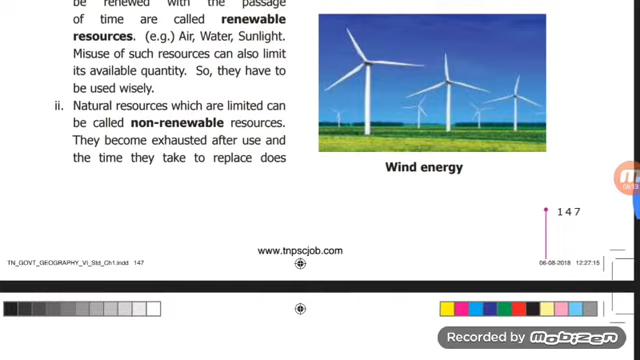 be renewed with the passage
of time are called renewable
resources. (e.g.) Air, Water, Sunlight.
Misuse of such resources can also limit
its available quantity. So, they have to
be used wisely.
ii. Natural resources which are limited can
be called non-renewable resources.
They become exhausted after use and
the time they take to replace does
Wind energy
147
www.tnpscjob.com
TN_GOVT_GEOGRAPHY_VI_Std_Ch1.indd 147
06-08-2018 12:27:15
Recorded by mobizen